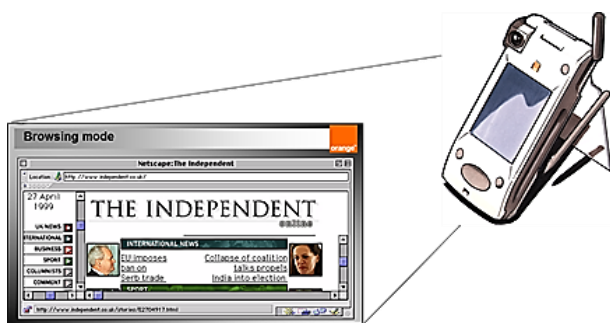 Browsing mode
orange™
Netscape: The Independent
Location: http://www.independent.co.uk/
27 April
1999
THE INDEPENDENT
online
UK NEWS
INTERNATIONAL
BUSINESS
SPORT
COLUMNISTS
COMMENT
INTERNATIONAL NEWS
EU imposes
ban on
Serb trade
Collapse of coalition
talks propels
India into election
SPORT
http://www.independent.co.uk/stories/B2704917.html